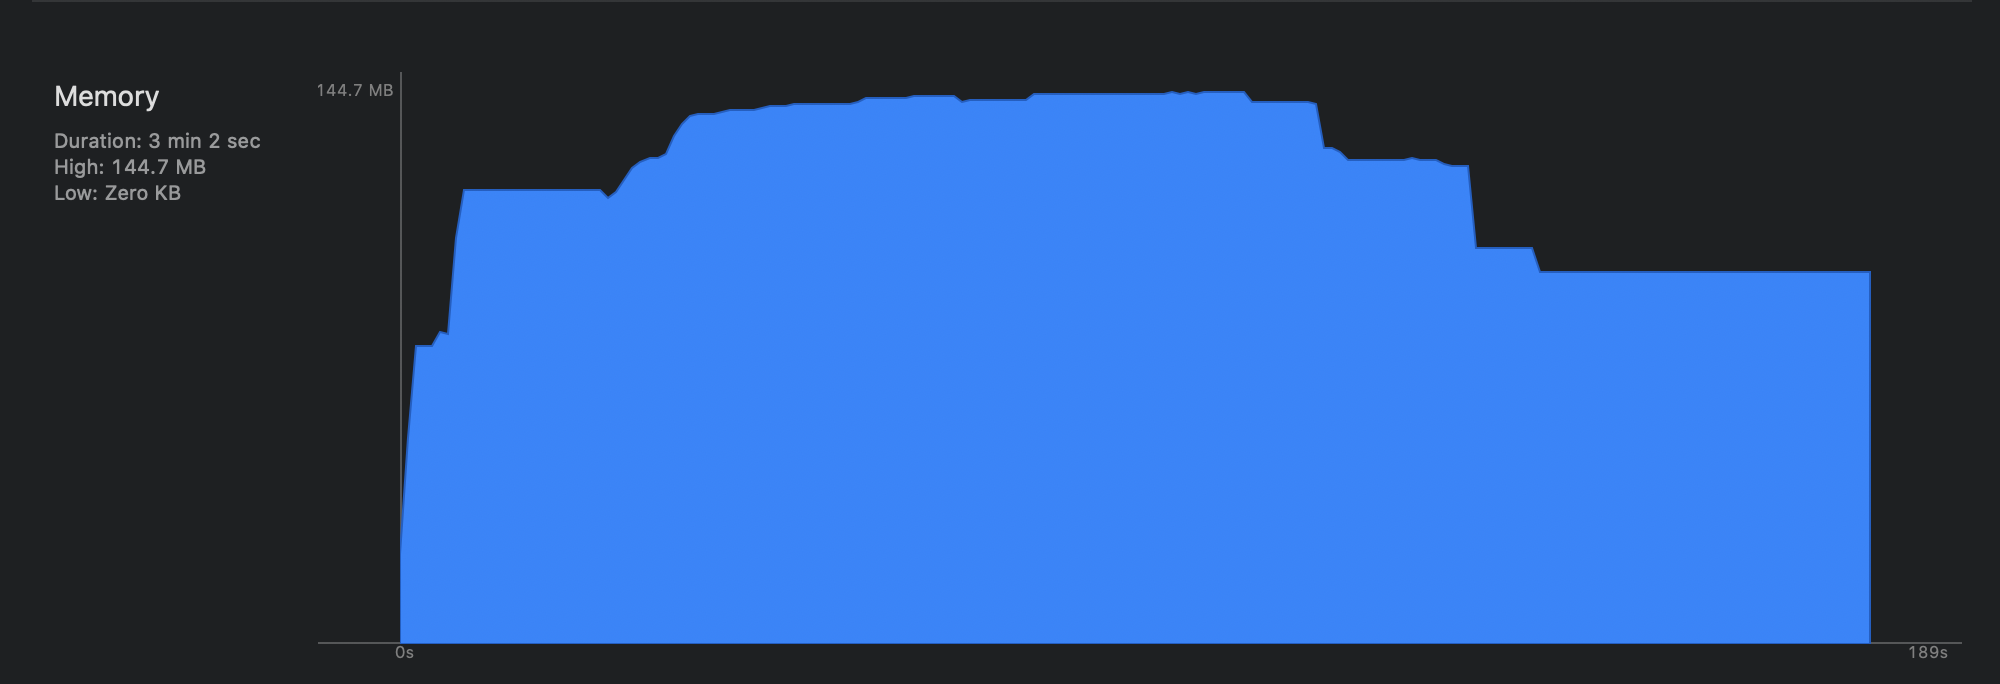 Memory
Duration: 3 min 2 sec
High: 144.7 MB
Low: Zero KB
144.7 MB
0s
189s